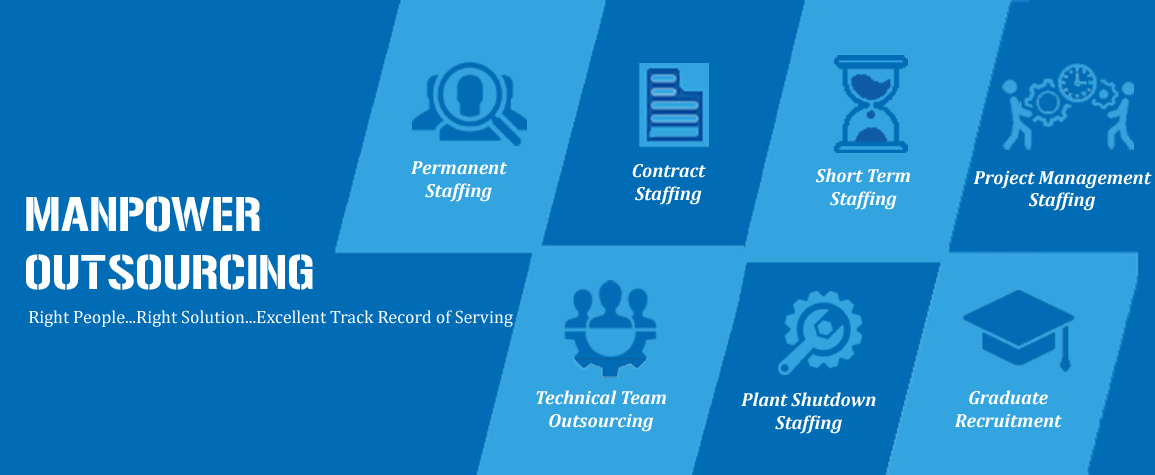 MANPOWER
OUTSOURCING
Right People...Right Solution...Excellent Track Record of Serving
Permanent
Staffing
Contract
Staffing
Short Term
Staffing
Project Management
Staffing
Technical Team
Outsourcing
Plant Shutdown
Staffing
Graduate
Recruitment